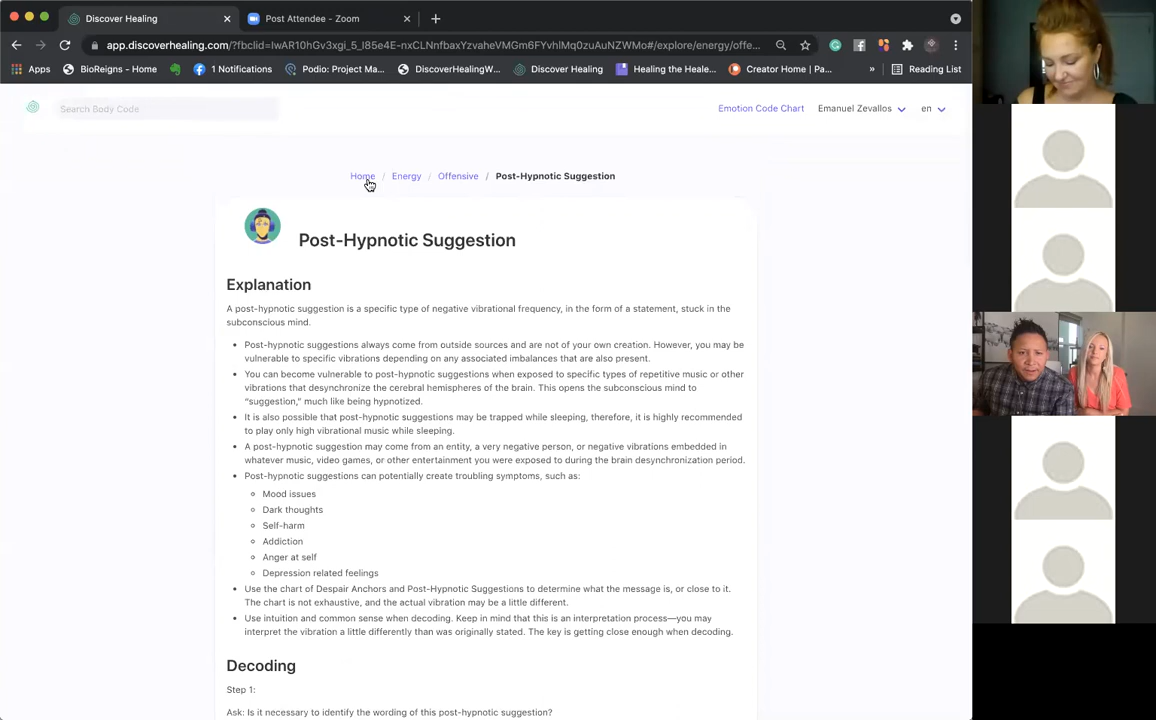 Discover Healing
Post Attendee - Zoom
app.discoverhealing.com/?fbclid=IwAR10hGv3xgi_5_l85e4E-nxCLNnfbaxYzvaheVMGm6FYvhlMq0zuAuNZWMo#/explore/energy/offe...
Apps
BioReigns - Home
1 Notifications
Podio: Project Ma...
DiscoverHealingW...
Discover Healing
Healing the Heale...
Creator Home | Pa...
»
Reading List
Search Body Code
Emotion Code Chart
Emanuel Zevallos
en
Home / Energy / Offensive / Post-Hypnotic Suggestion
Post-Hypnotic Suggestion
Explanation
A post-hypnotic suggestion is a specific type of negative vibrational frequency, in the form of a statement, stuck in the
subconscious mind.
Post-hypnotic suggestions always come from outside sources and are not of your own creation. However, you may be
vulnerable to specific vibrations depending on any associated imbalances that are also present.
You can become vulnerable to post-hypnotic suggestions when exposed to specific types of repetitive music or other
vibrations that desynchronize the cerebral hemispheres of the brain. This opens the subconscious mind to
“suggestion,” much like being hypnotized.
It is also possible that post-hypnotic suggestions may be trapped while sleeping, therefore, it is highly recommended
to play only high vibrational music while sleeping.
A post-hypnotic suggestion may come from an entity, a very negative person, or negative vibrations embedded in
whatever music, video games, or other entertainment you were exposed to during the brain desynchronization period.
Post-hypnotic suggestions can potentially create troubling symptoms, such as:
Mood issues
Dark thoughts
Self-harm
Addiction
Anger at self
Depression related feelings
Use the chart of Despair Anchors and Post-Hypnotic Suggestions to determine what the message is, or close to it.
The chart is not exhaustive, and the actual vibration may be a little different.
Use intuition and common sense when decoding. Keep in mind that this is an interpretation process—you may
interpret the vibration a little differently than was originally stated. The key is getting close enough when decoding.
Decoding
Step 1:
Ask: Is it necessary to identify the wording of this post-hypnotic suggestion?